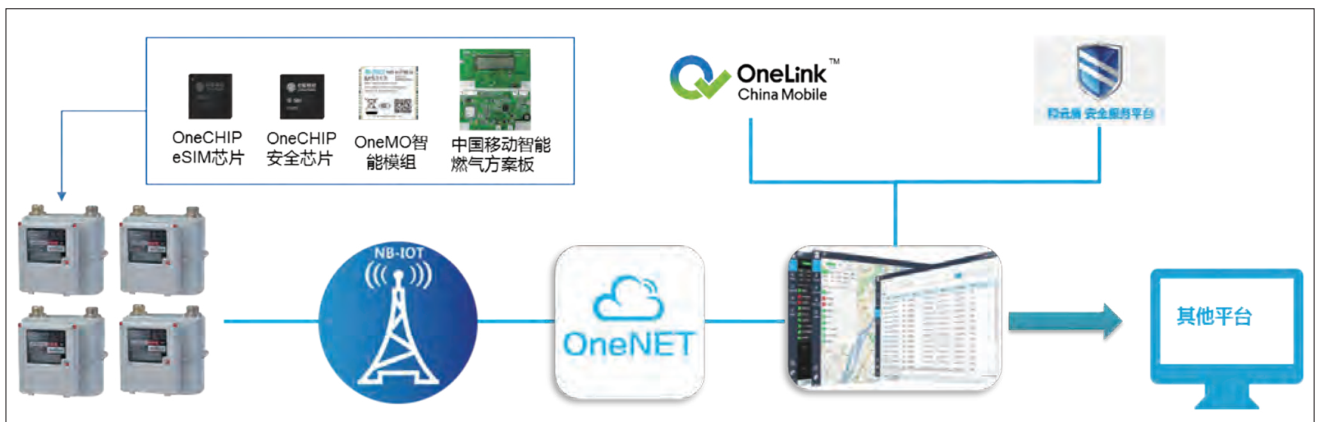 OneCHIP
eSIM芯片
OneCHIP
安全芯片
OneMO智
能模组
中国移动智能
燃气方案板
OneLink™
China Mobile
安全服务平台
NB-IOT
OneNET
其他平台